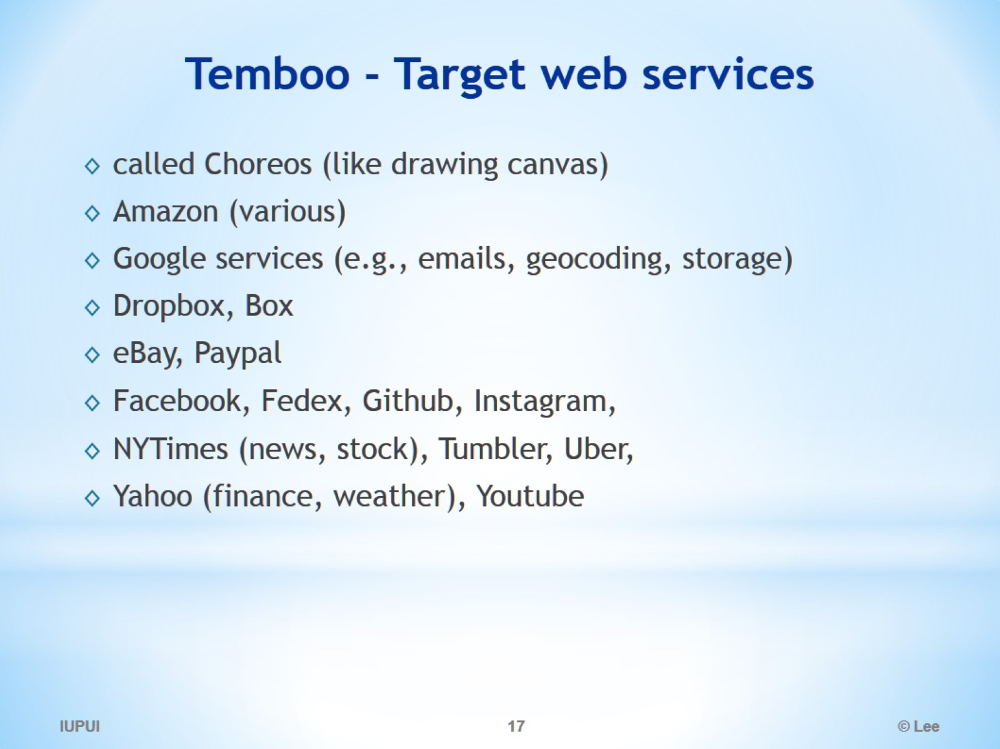 Temboo - Target web services
◇ called Choreos (like drawing canvas)
◇ Amazon (various)
◇ Google services (e.g., emails, geocoding, storage)
◇ Dropbox, Box
◇ eBay, Paypal
◇ Facebook, Fedex, Github, Instagram,
◇ NYTimes (news, stock), Tumbler, Uber,
◇ Yahoo (finance, weather), Youtube
IUPUI 17 © Lee